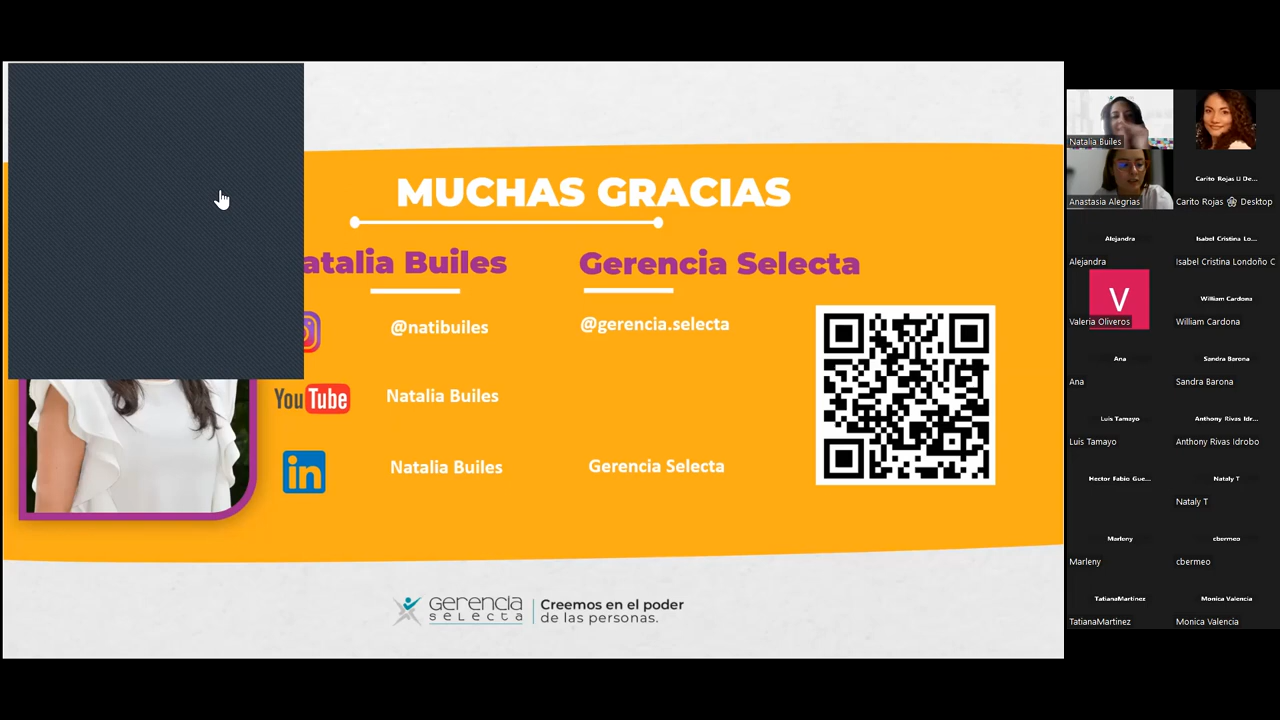 MUCHAS GRACIAS
atalia Builes
Gerencia Selecta
@natibuiles
@gerencia.selecta
YouTube
Natalia Builes
in
Natalia Builes
Gerencia Selecta
gerencia
selecta
Creemos en el poder
de las personas.
Natalia Builes
Anastasia Alegrias
Carito Rojas II De...
Carito Rojas 🏵 Desktop
Alejandra
Alejandra
Isabel Cristina Lo...
Isabel Cristina Londoño C
V
Valeria Oliveros
William Cardona
William Cardona
Ana
Ana
Sandra Barona
Sandra Barona
Luis Tamayo
Luis Tamayo
Anthony Rivas Idr...
Anthony Rivas Idrobo
Hector Fabio Gue...
Nataly T
Nataly T
Marleny
Marleny
cbermeo
cbermeo
TatianaMartinez
TatianaMartinez
Monica Valencia
Monica Valencia